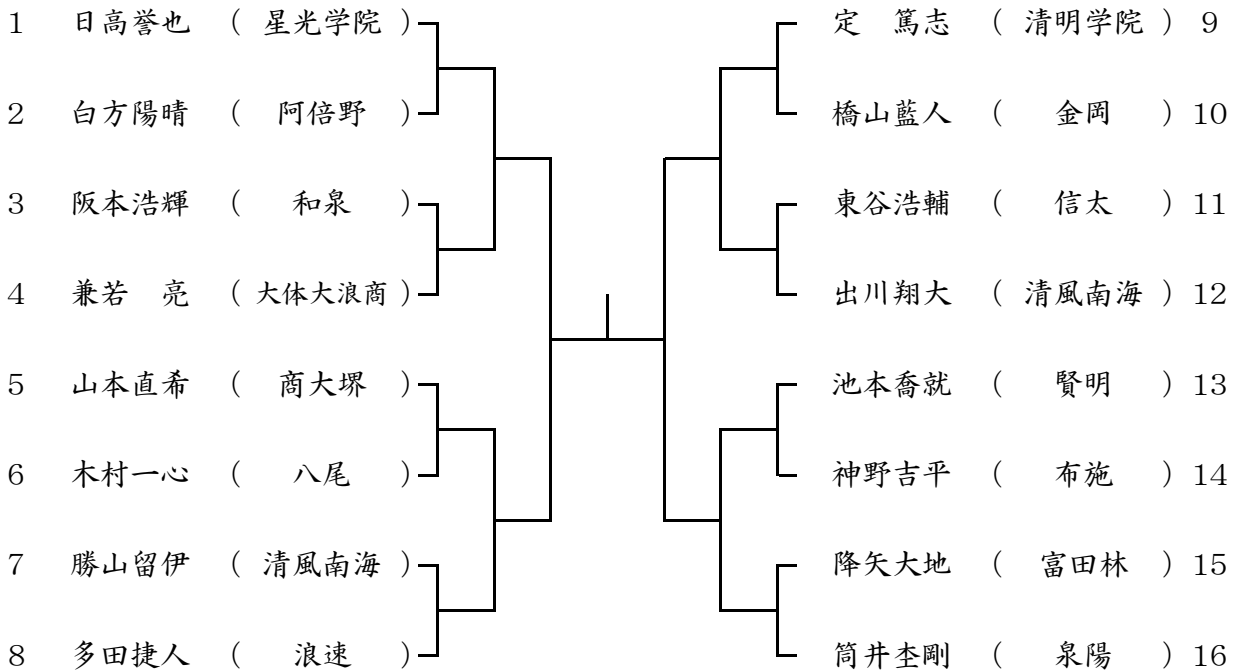 1 日高誉也 ( 星光学院 )
2 白方陽晴 ( 阿倍野 )
3 阪本浩輝 ( 和泉 )
4 兼若 亮 ( 大体大浪商 )
5 山本直希 ( 商大堺 )
6 木村一心 ( 八尾 )
7 勝山留伊 ( 清風南海 )
8 多田捷人 ( 浪速 )
定 篤志 ( 清明学院 ) 9
橋山藍人 ( 金岡 ) 10
東谷浩輔 ( 信太 ) 11
出川翔大 ( 清風南海 ) 12
池本喬就 ( 賢明 ) 13
神野吉平 ( 布施 ) 14
降矢大地 ( 富田林 ) 15
筒井杢剛 ( 泉陽 ) 16